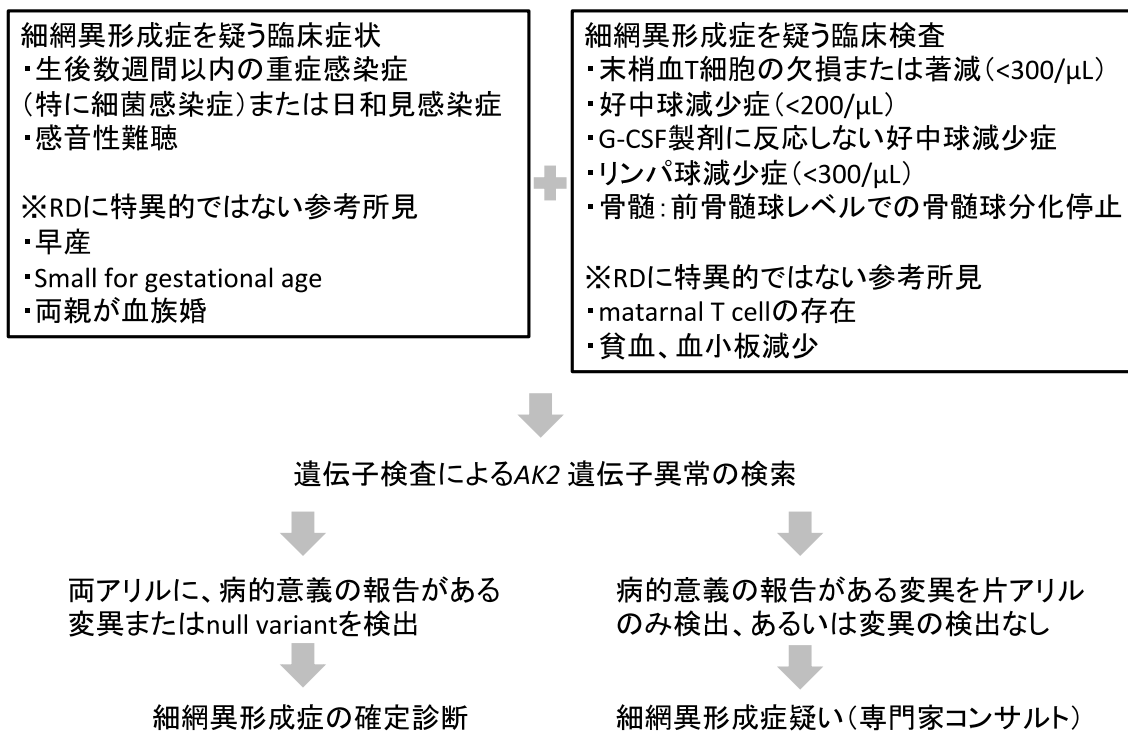 細網異形成症を疑う臨床症状
・生後数週間以内の重症感染症
（特に細菌感染症）または日和見感染症
・感音性難聴
※RDに特異的ではない参考所見
・早産
・Small for gestational age
・両親が血族婚
細網異形成症を疑う臨床検査
・末梢血T細胞の欠損または著減（<300/μL）
・好中球減少症（<200/μL）
・G-CSF製剤に反応しない好中球減少症
・リンパ球減少症（<300/μL）
・骨髄：前骨髄球レベルでの骨髄球分化停止
※RDに特異的ではない参考所見
・matarnal T cellの存在
・貧血、血小板減少
遺伝子検査によるAK2 遺伝子異常の検索
両アリルに、病的意義の報告がある
変異またはnull variantを検出
細網異形成症の確定診断
病的意義の報告がある変異を片アリル
のみ検出、あるいは変異の検出なし
細網異形成症疑い（専門家コンサルト）